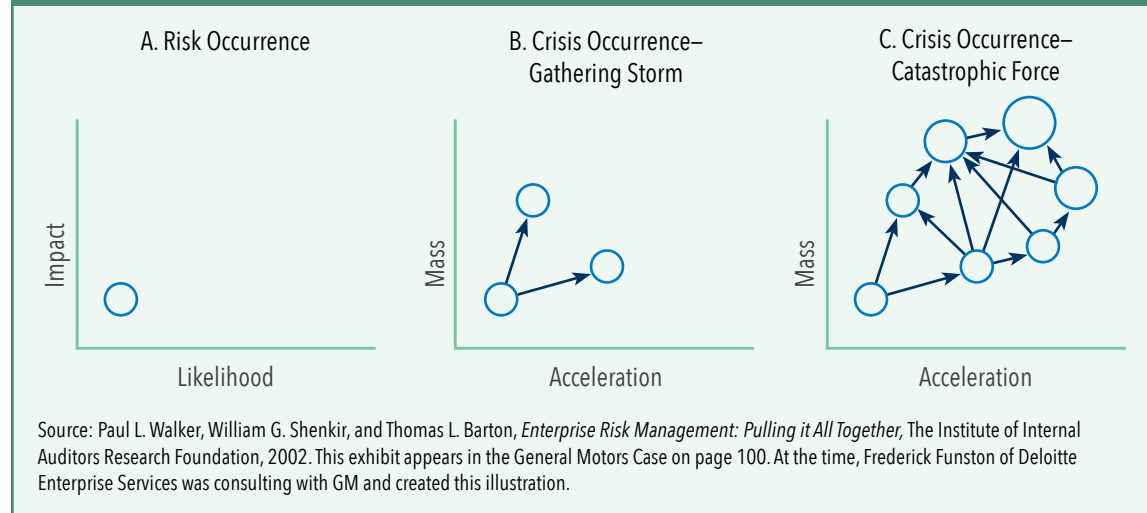 A. Risk Occurrence
Impact
Likelihood
B. Crisis Occurrence–
Gathering Storm
Mass
Acceleration
C. Crisis Occurrence–
Catastrophic Force
Mass
Acceleration
Source: Paul L. Walker, William G. Shenkir, and Thomas L. Barton, Enterprise Risk Management: Pulling it All Together, The Institute of Internal
Auditors Research Foundation, 2002. This exhibit appears in the General Motors Case on page 100. At the time, Frederick Funston of Deloitte
Enterprise Services was consulting with GM and created this illustration.